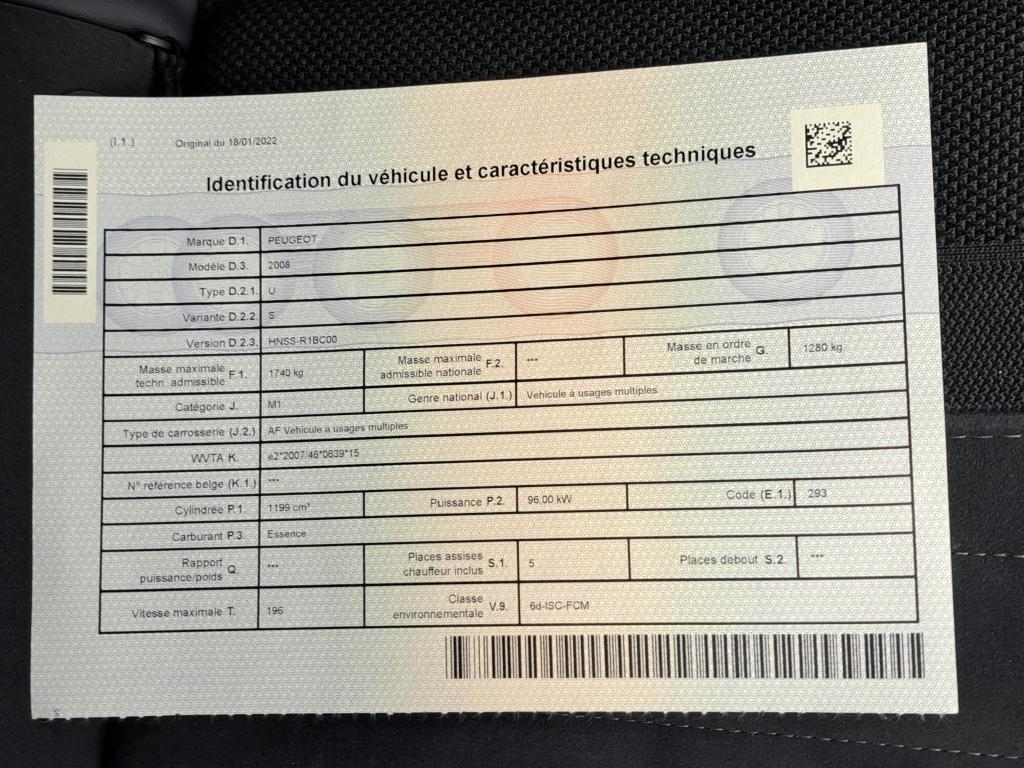 (I.1.) Original du 18/01/2022
Identification du véhicule et caractéristiques techniques
Marque D.1. PEUGEOT
Modèle D.3. 2008
Type D.2.1. U
Variante D.2.2. S
Version D.2.3. HNSS-R1BC00
Masse maximale techn. admissible F.1. 1740 kg Masse maximale admissible nationale F.2. *** Masse en ordre de marche G. 1280 kg
Catégorie J. M1 Genre national (J.1.) Vehicule à usages multiples
Type de carrosserie (J.2.) AF Vehicule a usages multiples
WVTA K. e2*2007/46*0639*15
N° référence belge (K.1.) ***
Cylindrée P.1. 1199 cm³ Puissance P.2. 96,00 kW Code (E.1.) 293
Carburant P.3. Essence
Rapport puissance/poids Q. *** Places assises chauffeur inclus S.1. 5 Places debout S.2. ***
Vitesse maximale T. 196 Classe environnementale V.9. 6d-ISC-FCM